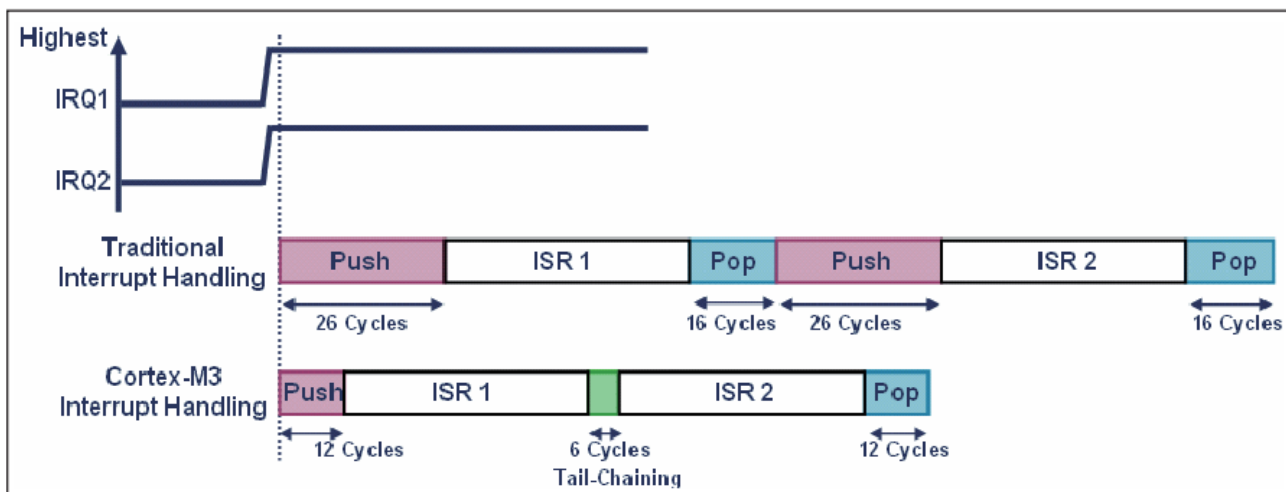 Highest
IRQ1
IRQ2
Traditional
Interrupt Handling
Push
ISR 1
Pop
Push
ISR 2
Pop
26 Cycles
16 Cycles
26 Cycles
16 Cycles
Cortex-M3
Interrupt Handling
Push
ISR 1
ISR 2
Pop
12 Cycles
6 Cycles
12 Cycles
Tail-Chaining